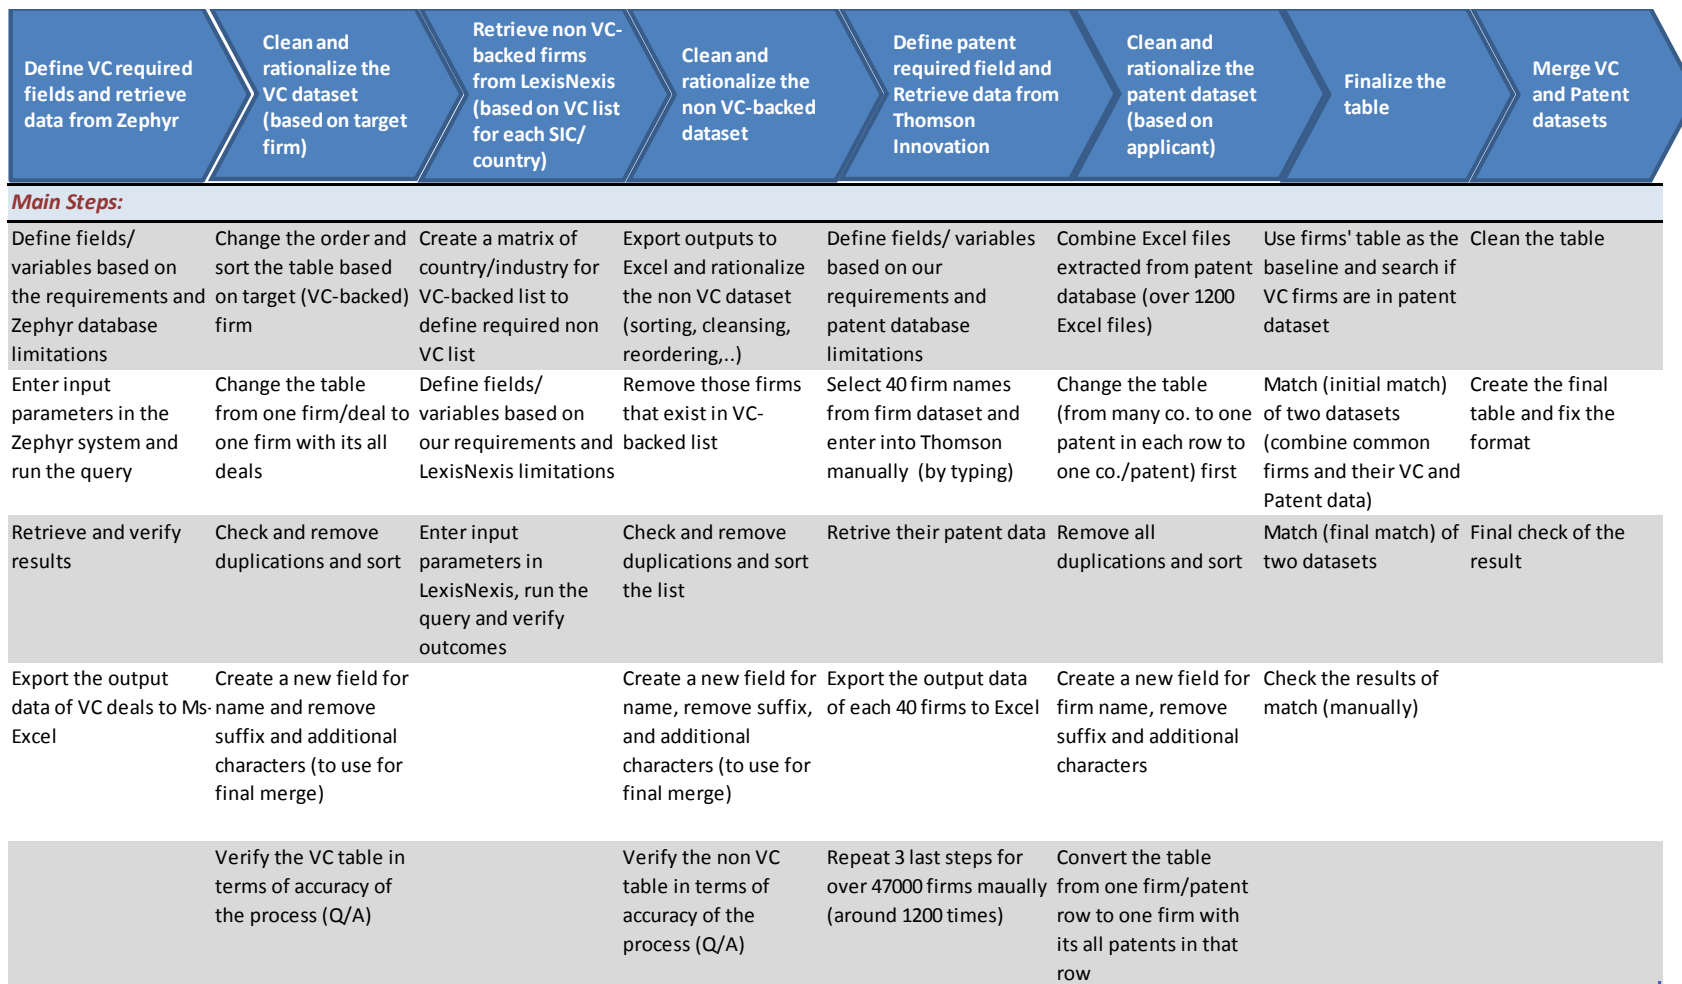 Define VC required
fields and retrieve
data from Zephyr
Clean and
rationalize the
VC dataset
(based on target
firm)
Retrieve non VC-
backed firms
from LexisNexis
(based on VC list
for each SIC/
country)
Clean and
rationalize the
non VC-backed
dataset
Define patent
required field and
Retrieve data from
Thomson
Innovation
Clean and
rationalize the
patent dataset
(based on
applicant)
Finalize the
table
Merge VC
and Patent
datasets
Main Steps:
Define fields/
variables based on
the requirements and
Zephyr database
limitations
Change the order and
sort the table based
on target (VC-backed)
firm
Create a matrix of
country/industry for
VC-backed list to
define required non
VC list
Export outputs to
Excel and rationalize
the non VC dataset
(sorting, cleansing,
reordering,..)
Define fields/ variables
based on our
requirements and
patent database
limitations
Combine Excel files
extracted from patent
database (over 1200
Excel files)
Use firms' table as the
baseline and search if
VC firms are in patent
dataset
Clean the table
Enter input
parameters in the
Zephyr system and
run the query
Change the table
from one firm/deal to
one firm with its all
deals
Define fields/
variables based on
our requirements and
LexisNexis limitations
Remove those firms
that exist in VC-
backed list
Select 40 firm names
from firm dataset and
enter into Thomson
manually (by typing)
Change the table
(from many co. to one
patent in each row to
one co./patent) first
Match (initial match)
of two datasets
(combine common
firms and their VC and
Patent data)
Create the final
table and fix the
format
Retrieve and verify
results
Check and remove
duplications and sort
Enter input
parameters in
LexisNexis, run the
query and verify
outcomes
Check and remove
duplications and sort
the list
Retrive their patent data
Remove all
duplications and sort
Match (final match) of
two datasets
Final check of the
result
Export the output
data of VC deals to Ms-
Excel
Create a new field for
name and remove
suffix and additional
characters (to use for
final merge)
Create a new field for
name, remove suffix,
and additional
characters (to use for
final merge)
Export the output data
of each 40 firms to Excel
Create a new field for
firm name, remove
suffix and additional
characters
Check the results of
match (manually)
Verify the VC table in
terms of accuracy of
the process (Q/A)
Verify the non VC
table in terms of
accuracy of the
process (Q/A)
Repeat 3 last steps for
over 47000 firms maually
(around 1200 times)
Convert the table
from one firm/patent
row to one firm with
its all patents in that
row